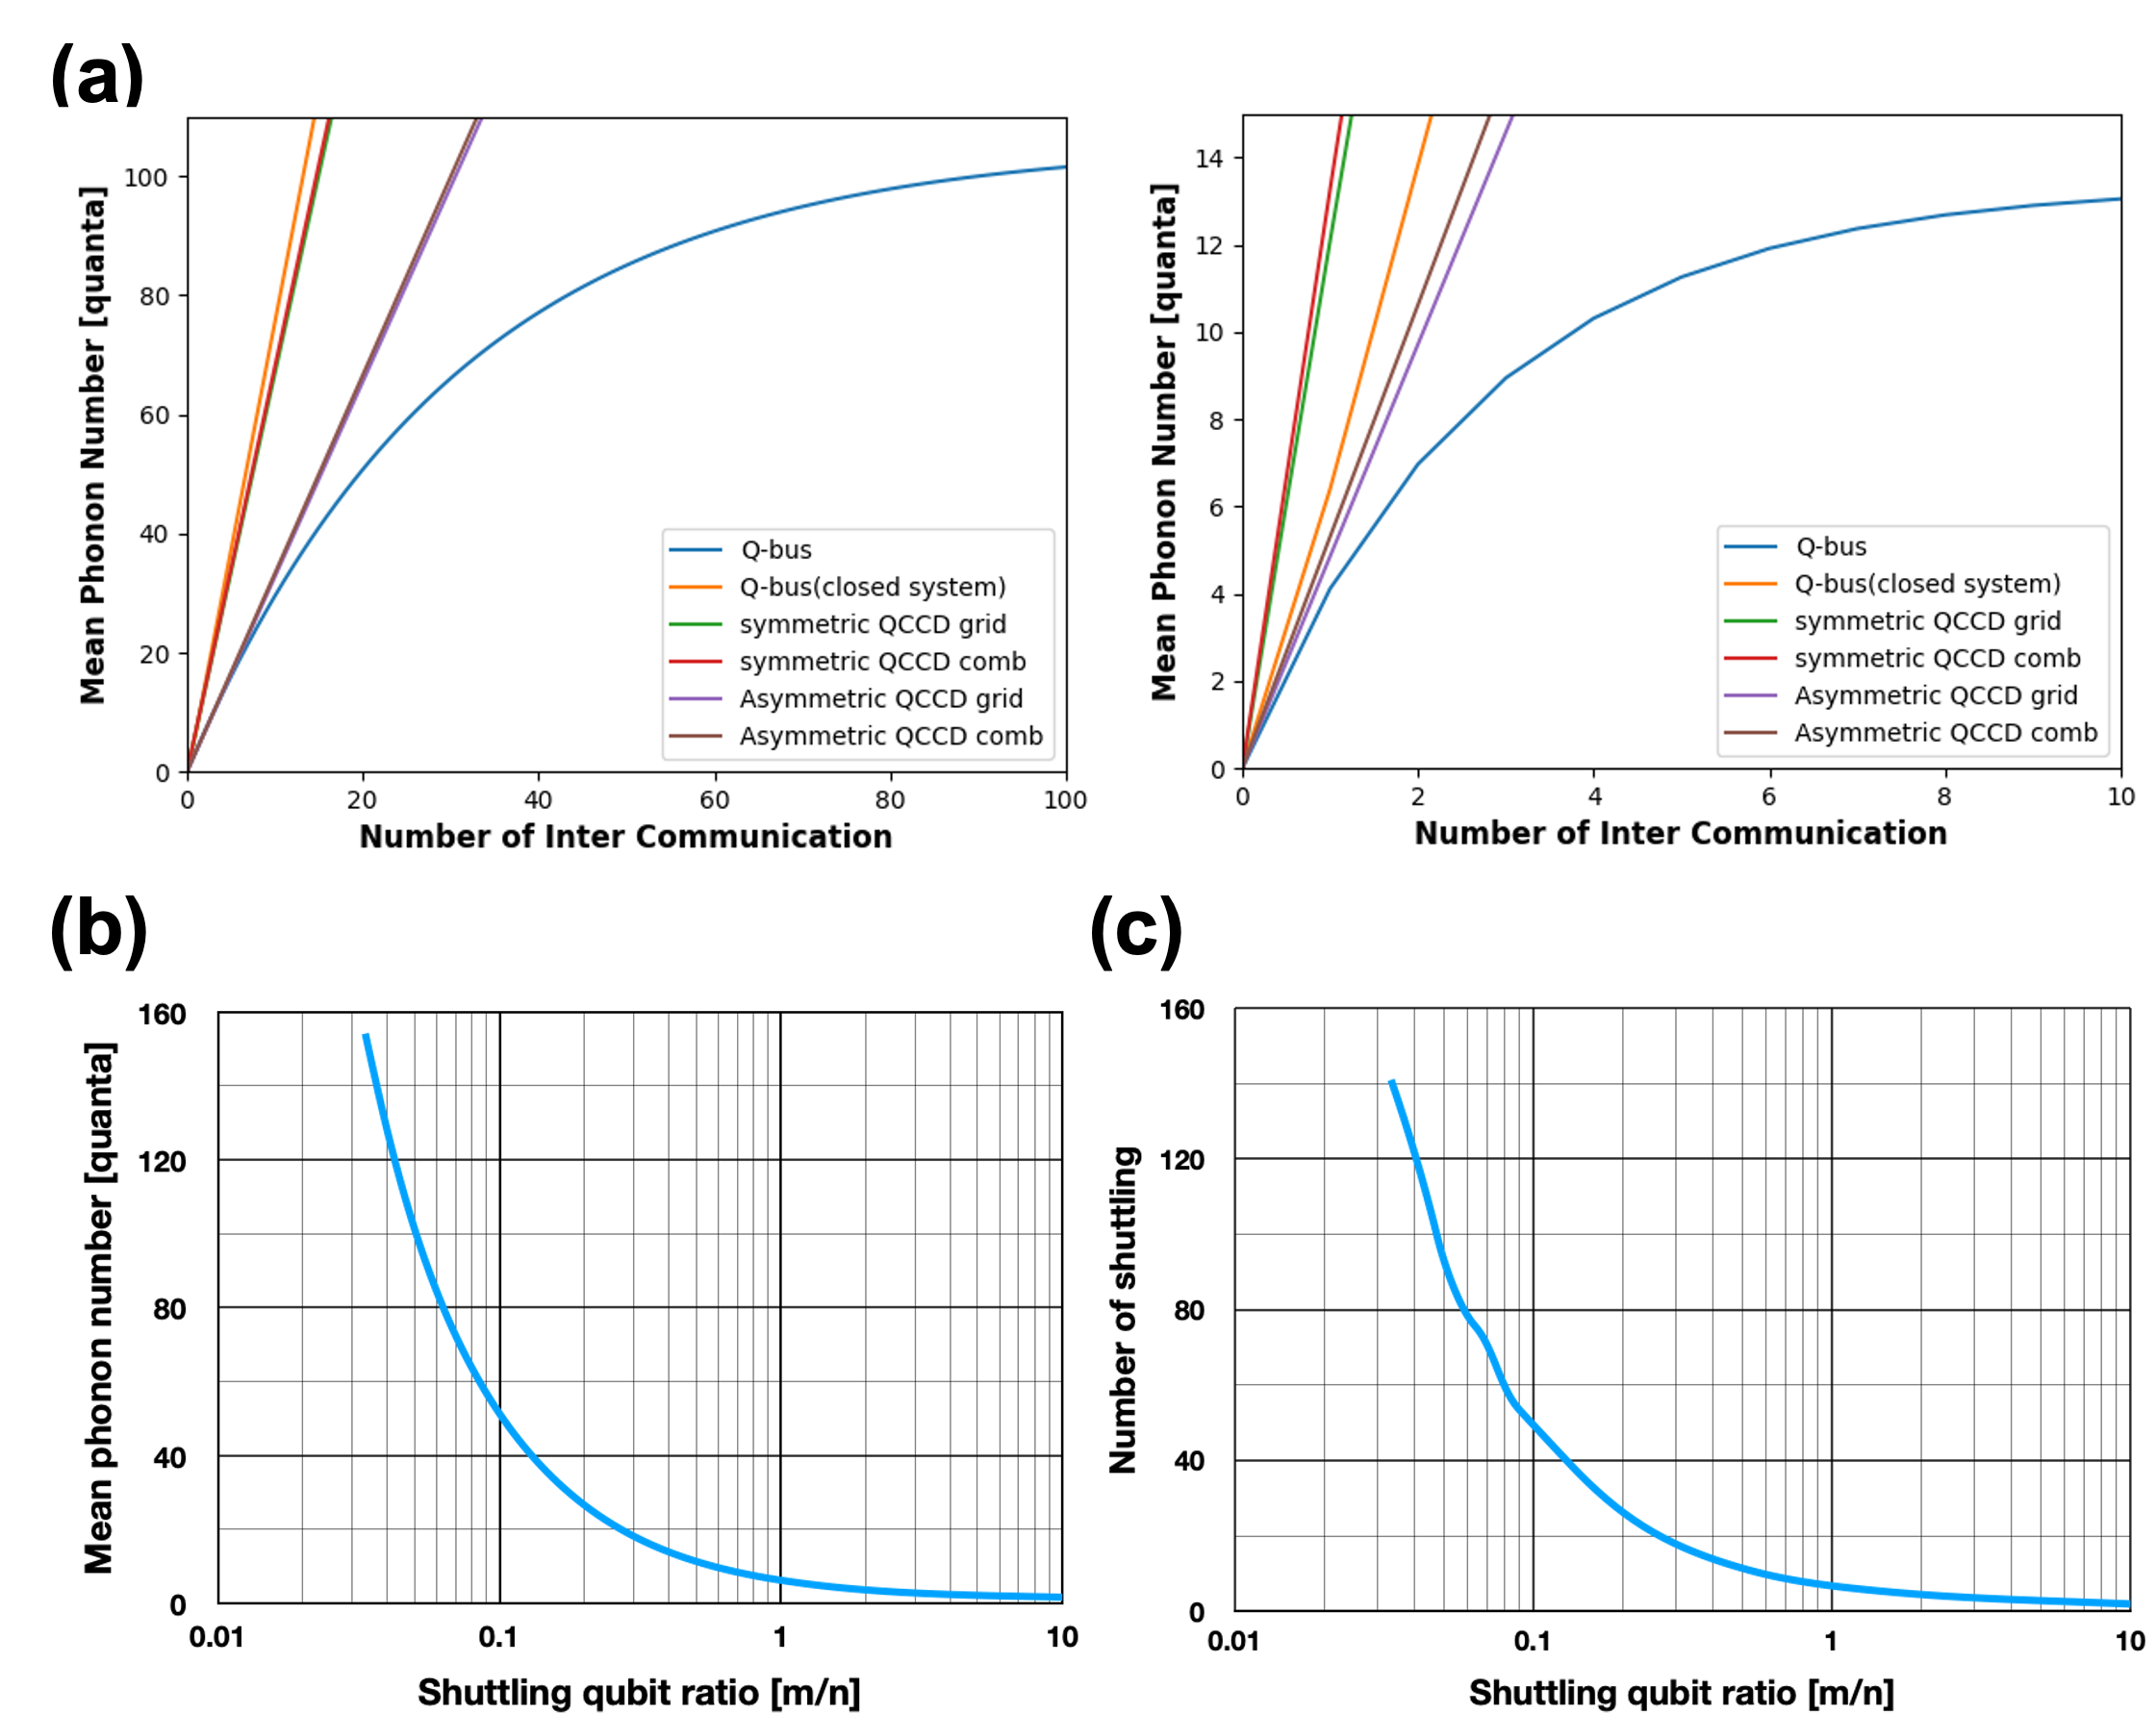 (a)
Mean Phonon Number [quanta]
100
80
60
40
20
0
0 20 40 60 80 100
Number of Inter Communication
Q-bus
Q-bus(closed system)
symmetric QCCD grid
symmetric QCCD comb
Asymmetric QCCD grid
Asymmetric QCCD comb
Mean Phonon Number [quanta]
14
12
10
8
6
4
2
0
0 2 4 6 8 10
Number of Inter Communication
Q-bus
Q-bus(closed system)
symmetric QCCD grid
symmetric QCCD comb
Asymmetric QCCD grid
Asymmetric QCCD comb
(b)
Mean phonon number [quanta]
160
120
80
40
0
0.01 0.1 1 10
Shuttling qubit ratio [m/n]
(c)
Number of shuttling
160
120
80
40
0
0.01 0.1 1 10
Shuttling qubit ratio [m/n]